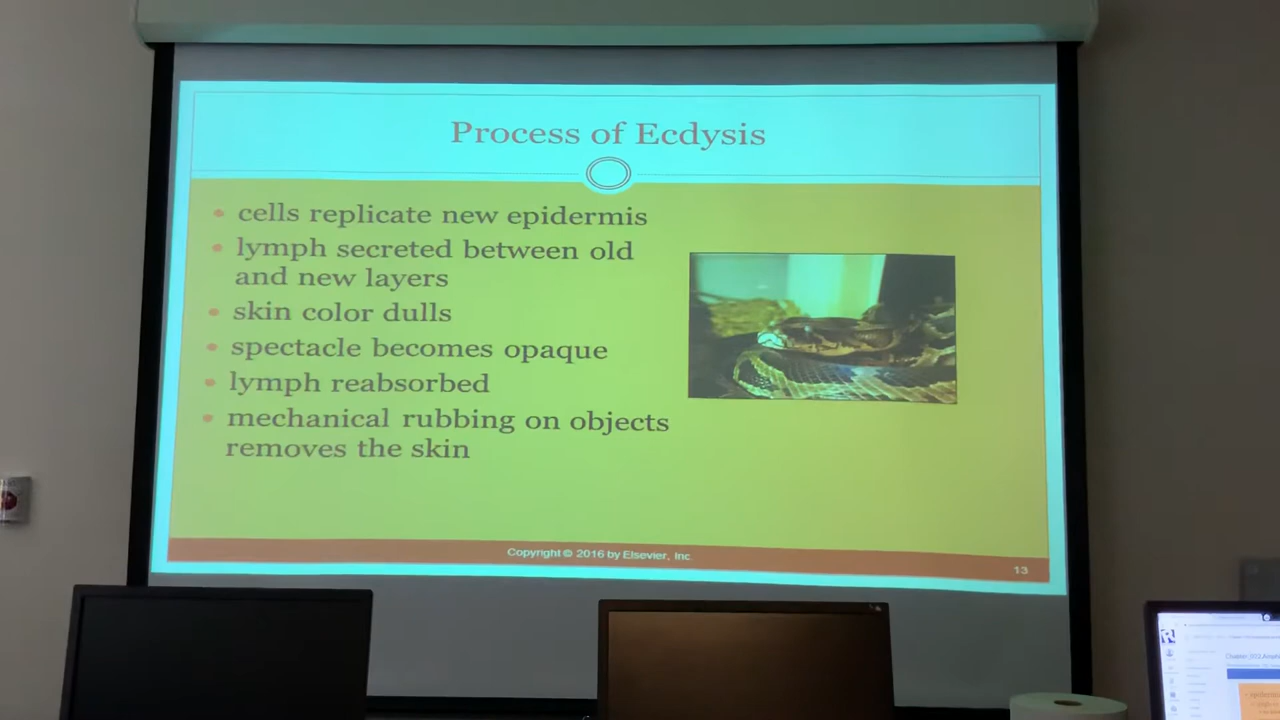 Process of Ecdysis
• cells replicate new epidermis
• lymph secreted between old
and new layers
• skin color dulls
• spectacle becomes opaque
• lymph reabsorbed
• mechanical rubbing on objects
removes the skin
Copyright © 2016 by Elsevier, Inc
13